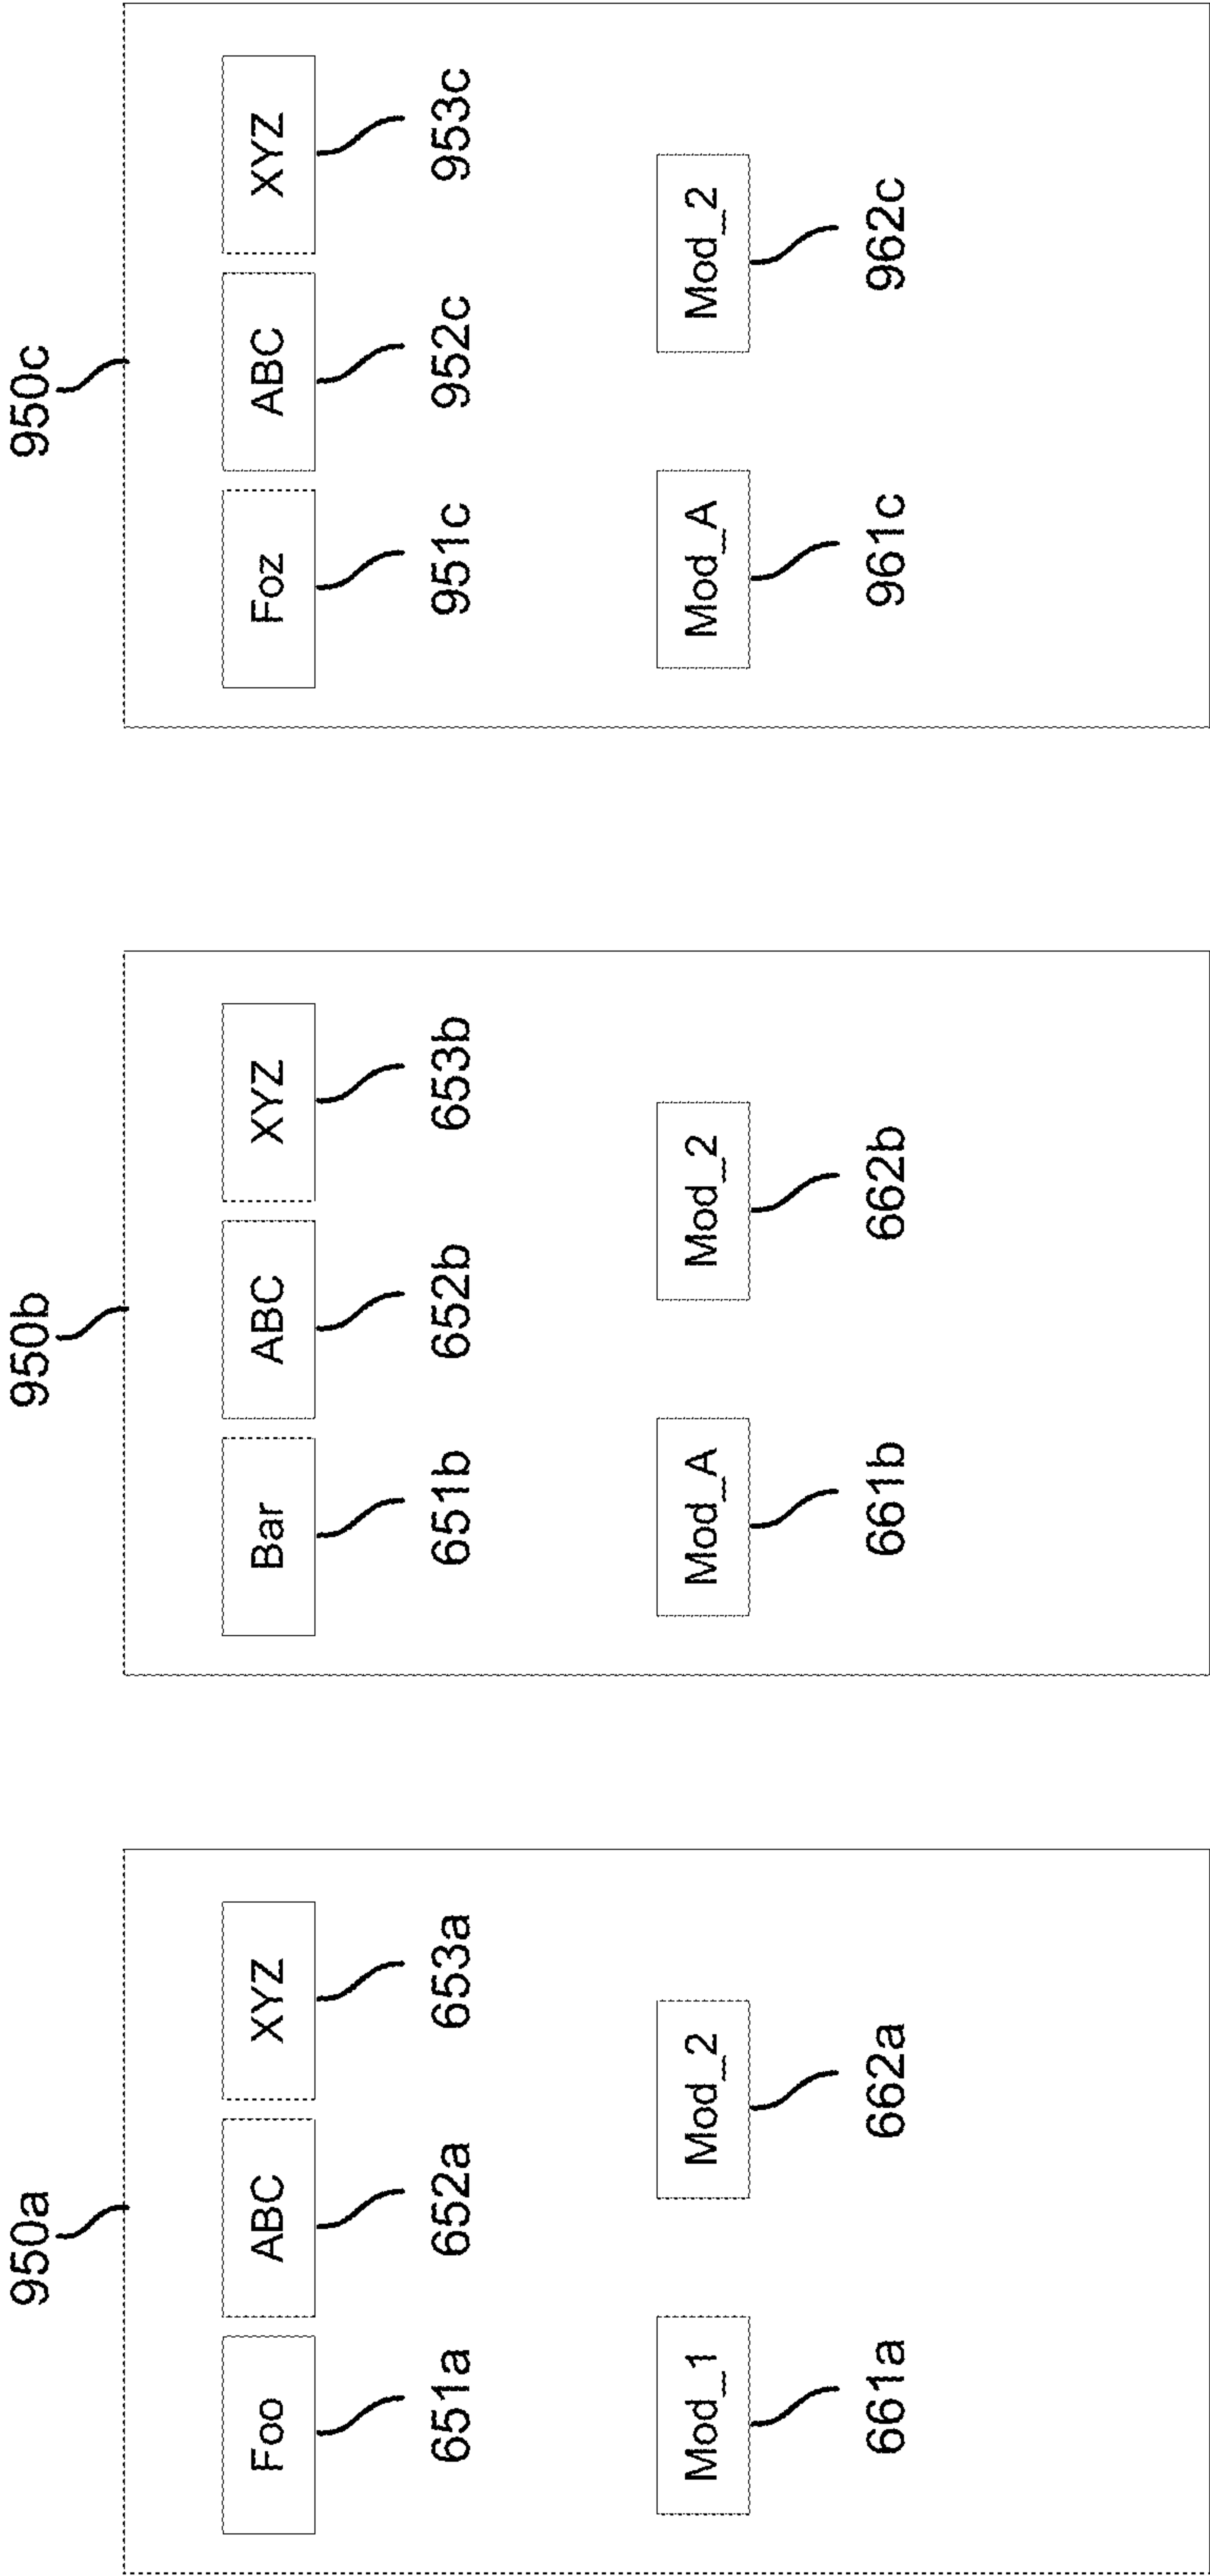 950a
Foo
ABC
XYZ
651a
652a
653a
Mod_1
Mod_2
661a
662a
950b
Bar
ABC
XYZ
651b
652b
653b
Mod_A
Mod_2
661b
662b
950c
Foz
ABC
XYZ
951c
952c
953c
Mod_A
Mod_2
961c
962c